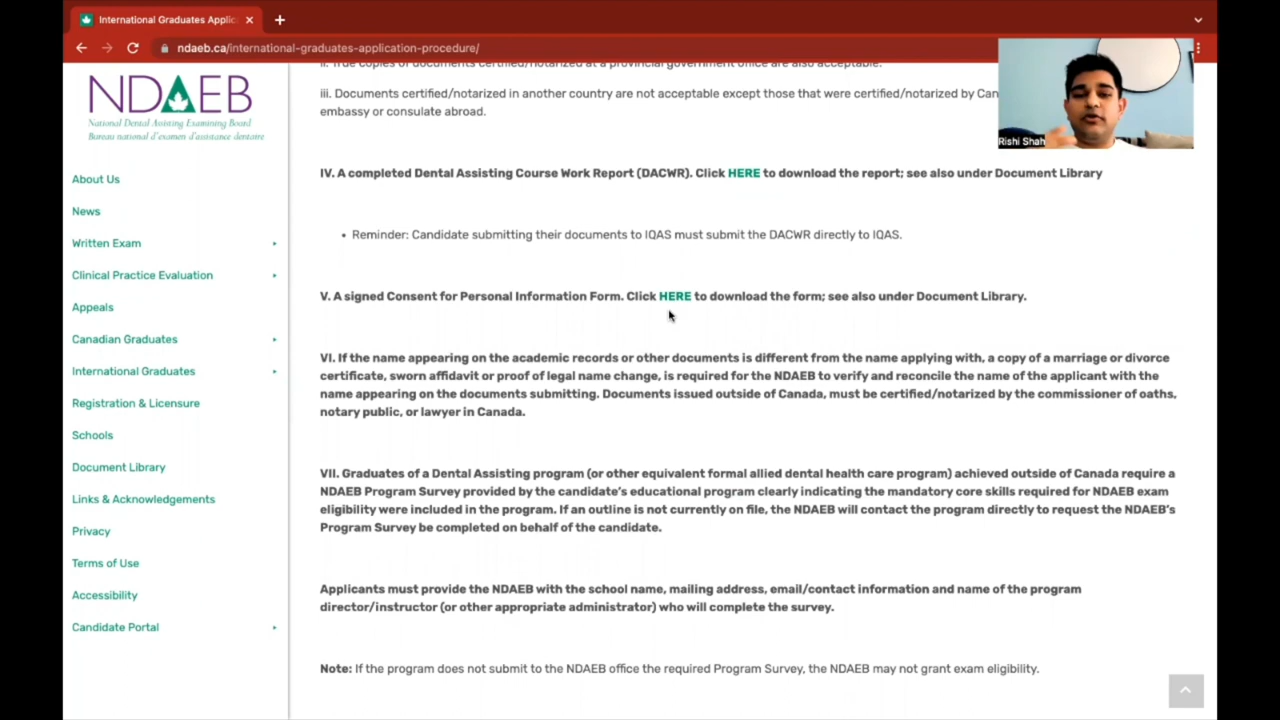 International Graduates Applic
ndaeb.ca/international-graduates-application-procedure/
NDAEB
National Dental Assisting Examining Board
Bureau national d'examen d'assistance dentaire
About Us
News
Written Exam
Clinical Practice Evaluation
Appeals
Canadian Graduates
International Graduates
Registration & Licensure
Schools
Document Library
Links & Acknowledgements
Privacy
Terms of Use
Accessibility
Candidate Portal
ii. True copies of documents certified/notarized at a provincial government office are also acceptable.
iii. Documents certified/notarized in another country are not acceptable except those that were certified/notarized by Can
embassy or consulate abroad.
IV. A completed Dental Assisting Course Work Report (DACWR). Click HERE to download the report; see also under Document Library
• Reminder: Candidate submitting their documents to IQAS must submit the DACWR directly to IQAS.
V. A signed Consent for Personal Information Form. Click HERE to download the form; see also under Document Library.
VI. If the name appearing on the academic records or other documents is different from the name applying with, a copy of a marriage or divorce
certificate, sworn affidavit or proof of legal name change, is required for the NDAEB to verify and reconcile the name of the applicant with the
name appearing on the documents submitting. Documents issued outside of Canada, must be certified/notarized by the commissioner of oaths,
notary public, or lawyer in Canada.
VII. Graduates of a Dental Assisting program (or other equivalent formal allied dental health care program) achieved outside of Canada require a
NDAEB Program Survey provided by the candidate's educational program clearly indicating the mandatory core skills required for NDAEB exam
eligibility were included in the program. If an outline is not currently on file, the NDAEB will contact the program directly to request the NDAEB's
Program Survey be completed on behalf of the candidate.
Applicants must provide the NDAEB with the school name, mailing address, email/contact information and name of the program
director/instructor (or other appropriate administrator) who will complete the survey.
Note: If the program does not submit to the NDAEB office the required Program Survey, the NDAEB may not grant exam eligibility.
Rishi Shah